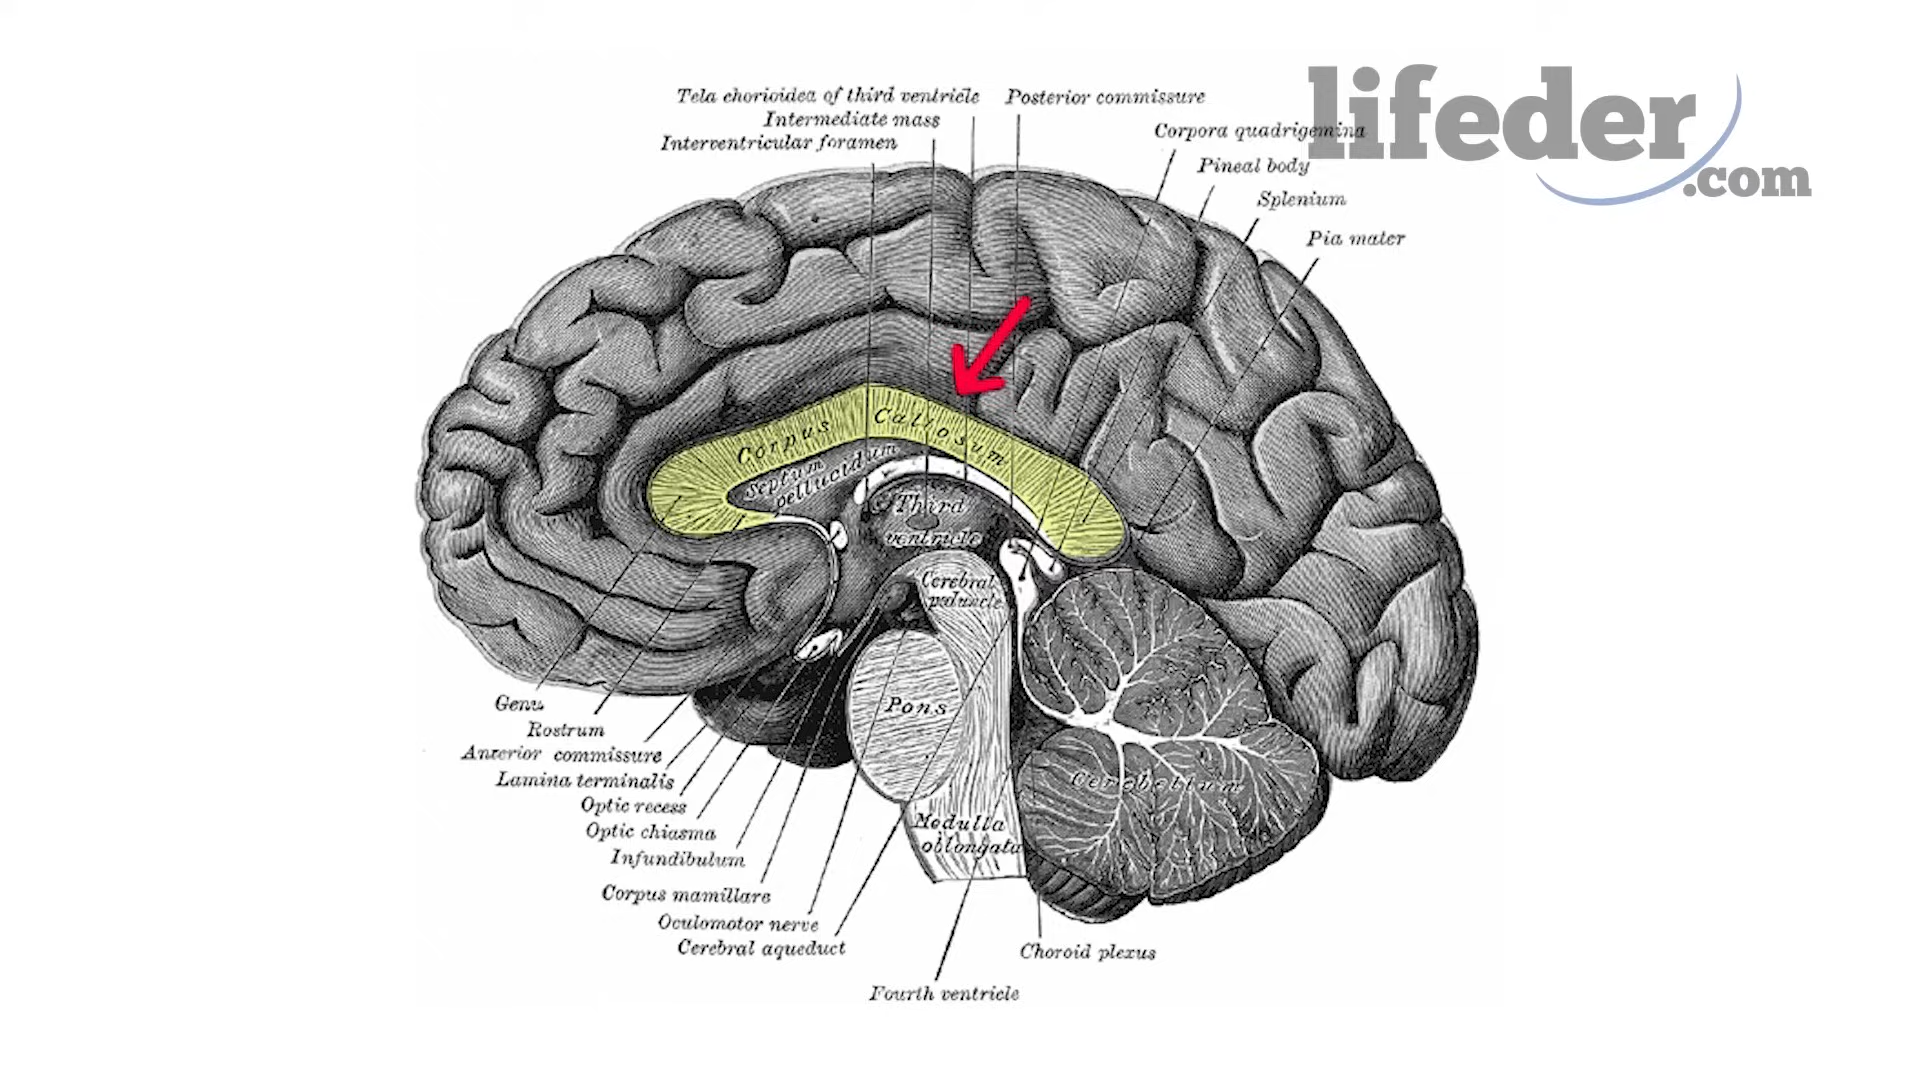 lifeder
.com
Tela chorioidea of third ventricle
Posterior commissure
Intermediate mass
Interventricular foramen
Corpora quadrigemina
Pineal body
Splenium
Pia mater
Corpus Callosum
Septum
pellucidum
Third
ventricle
Cerebral
peduncle
Pons
Medulla
oblongata
Cerebellum
Genu
Rostrum
Anterior commissure
Lamina terminalis
Optic recess
Optic chiasma
Infundibulum
Corpus mamillare
Oculomotor nerve
Cerebral aqueduct
Choroid plexus
Fourth ventricle